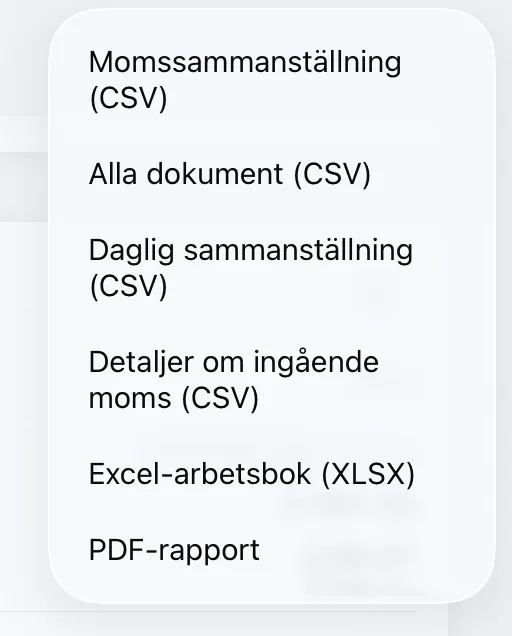 Momssammanställning
(CSV)
Alla dokument (CSV)
Daglig sammanställning
(CSV)
Detaljer om ingående
moms (CSV)
Excel-arbetsbok (XLSX)
PDF-rapport